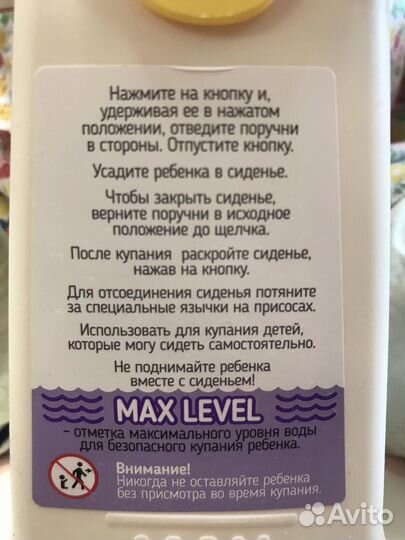 Нажмите на кнопку и,
удерживая ее в нажатом
положении, отведите поручни
в стороны. Отпустите кнопку.
Усадите ребенка в сиденье.
Чтобы закрыть сиденье,
верните поручни в исходное
положение до щелчка.
После купания раскройте сиденье,
нажав на кнопку.
Для отсоединения сиденья потяните
за специальные язычки на присосах.
Использовать для купания детей,
которые могу сидеть самостоятельно.
Не поднимайте ребенка
вместе с сиденьем!
MAX LEVEL
- отметка максимального уровня воды
для безопасного купания ребенка.
Внимание!
Никогда не оставляйте ребенка
без присмотра во время купания.
Avito